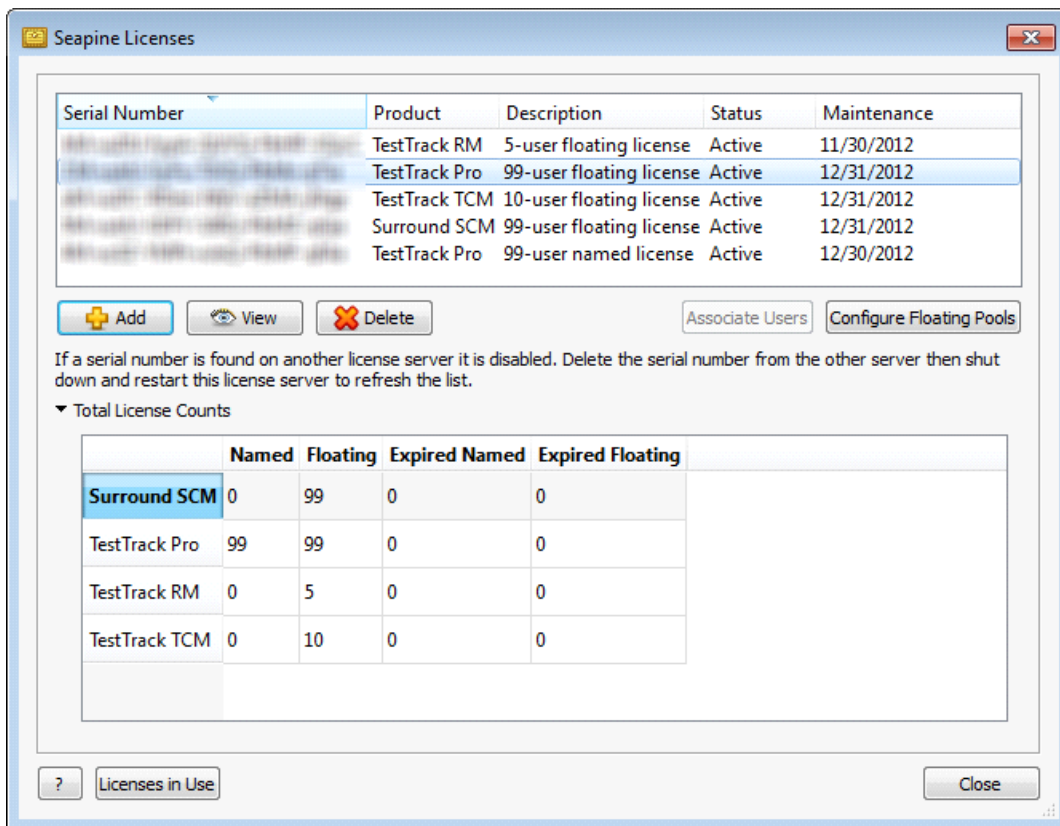 Seapine Licenses
Serial Number Product Description Status Maintenance
TestTrack RM 5-user floating license Active 11/30/2012
TestTrack Pro 99-user floating license Active 12/31/2012
TestTrack TCM 10-user floating license Active 12/31/2012
Surround SCM 99-user floating license Active 12/31/2012
TestTrack Pro 99-user named license Active 12/30/2012
Add View Delete Associate Users Configure Floating Pools
If a serial number is found on another license server it is disabled. Delete the serial number from the other server then shut
down and restart this license server to refresh the list.
Total License Counts
Named Floating Expired Named Expired Floating
Surround SCM 0 99 0 0
TestTrack Pro 99 99 0 0
TestTrack RM 0 5 0 0
TestTrack TCM 0 10 0 0
? Licenses in Use Close